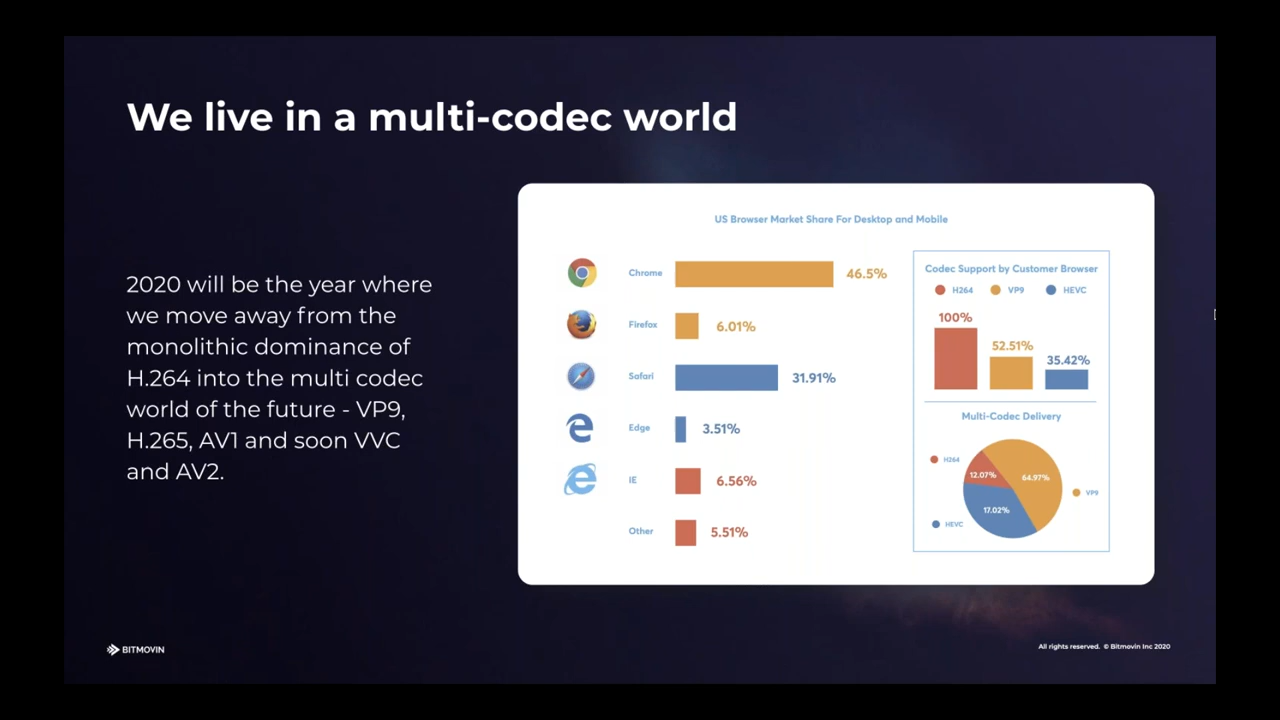 We live in a multi-codec world
2020 will be the year where
we move away from the
monolithic dominance of
H.264 into the multi codec
world of the future - VP9,
H.265, AV1 and soon VVC
and AV2.
US Browser Market Share For Desktop and Mobile
Chrome 46.5%
Firefox 6.01%
Safari 31.91%
Edge 3.51%
IE 6.56%
Other 5.51%
Codec Support by Customer Browser
H264 VP9 HEVC
100%
52.51%
35.42%
Multi-Codec Delivery
H264
12.07%
64.97%
VP9
17.02%
HEVC
BITMOVIN
All rights reserved. © Bitmovin Inc 2020